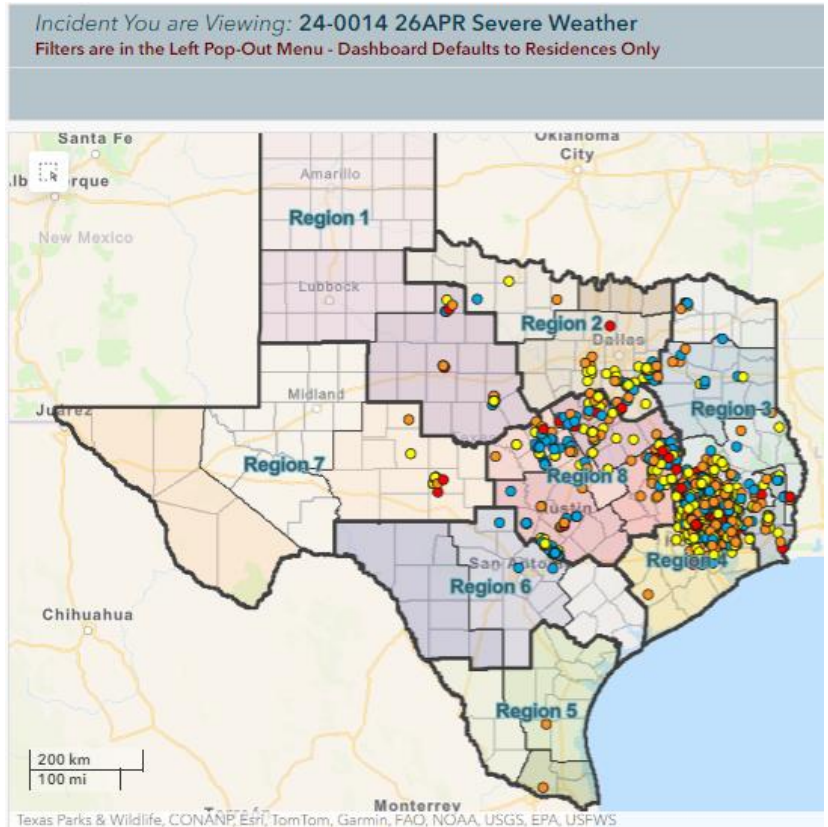 Incident You are Viewing: 24-0014 26APR Severe Weather
Filters are in the Left Pop-Out Menu - Dashboard Defaults to Residences Only
Santa Fe
Oklahoma
City
Amarillo
Region 1
New Mexico
Lubbock
Region 2
Dallas
Midland
Region 3
Region 7
Region 8
San
Region 4
Region 6
Chihuahua
Region 5
200 km
100 mi
Monterrey
Texas Parks & Wildlife, CONANP, Esri, TomTom, Garmin, FAO, NOAA, USGS, EPA, USFWS